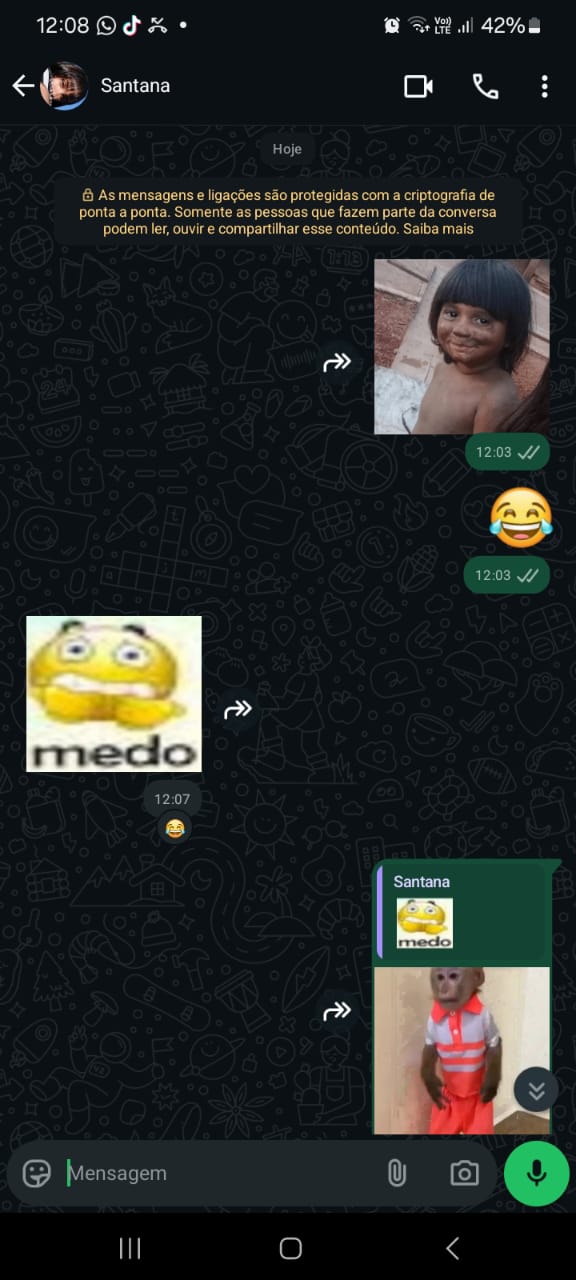 12:08
Vo)) LTE
42%
Santana
Hoje
As mensagens e ligações são protegidas com a criptografia de
ponta a ponta. Somente as pessoas que fazem parte da conversa
podem ler, ouvir e compartilhar esse conteúdo. Saiba mais
12:03
12:03
medo
12:07
Santana
medo
Mensagem